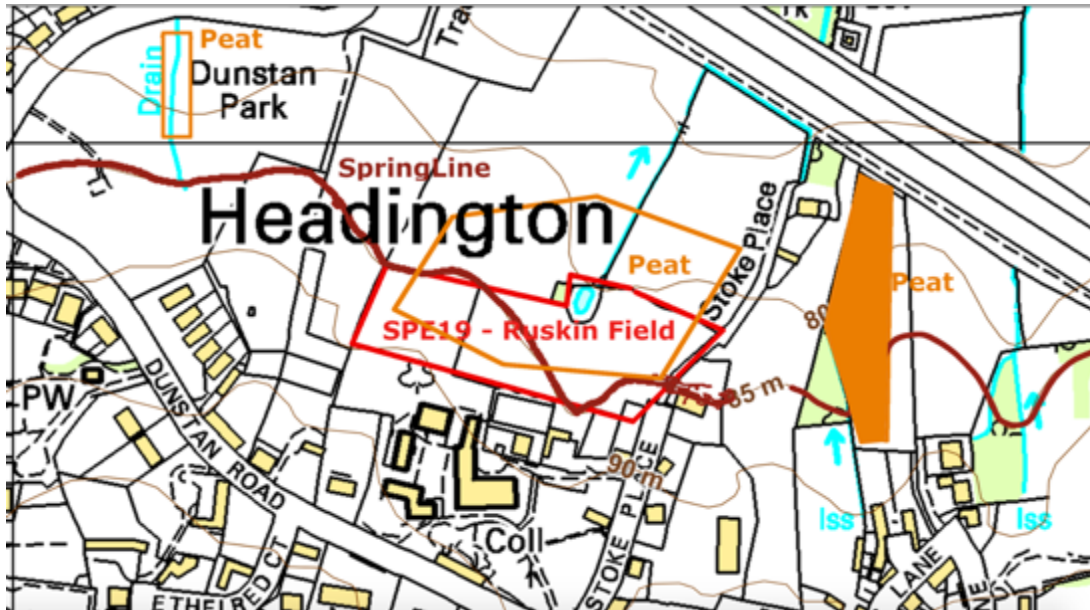 Peat
Drain
Dunstan
Park
SpringLine
Headington
Peat
SPE19 - Ruskin Field
Stoke Place
Peat
80
85 m
PW
DUNSTAN ROAD
90 m
STOKE PLACE
Coll
Iss
Iss
LANE
ETHELRED CT